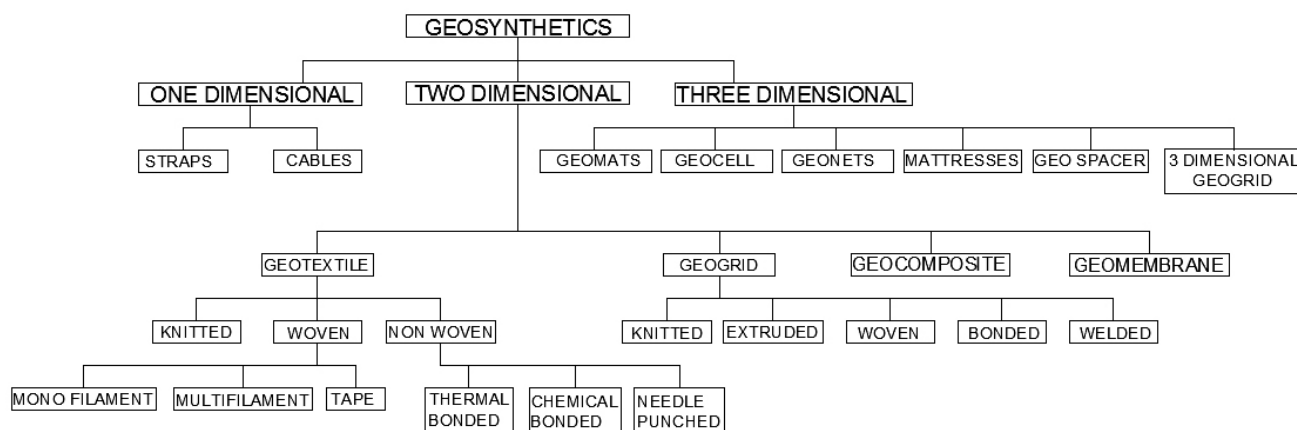 GEOSYNTHETICS
ONE DIMENSIONAL
TWO DIMENSIONAL
THREE DIMENSIONAL
STRAPS
CABLES
GEOMATS
GEOCELL
GEONETS
MATTRESSES
GEO SPACER
3 DIMENSIONAL
GEOGRID
GEOTEXTILE
GEOGRID
GEOCOMPOSITE
GEOMEMBRANE
KNITTED
WOVEN
NON WOVEN
KNITTED
EXTRUDED
WOVEN
BONDED
WELDED
MONO FILAMENT
MULTIFILAMENT
TAPE
THERMAL
BONDED
CHEMICAL
BONDED
NEEDLE
PUNCHED